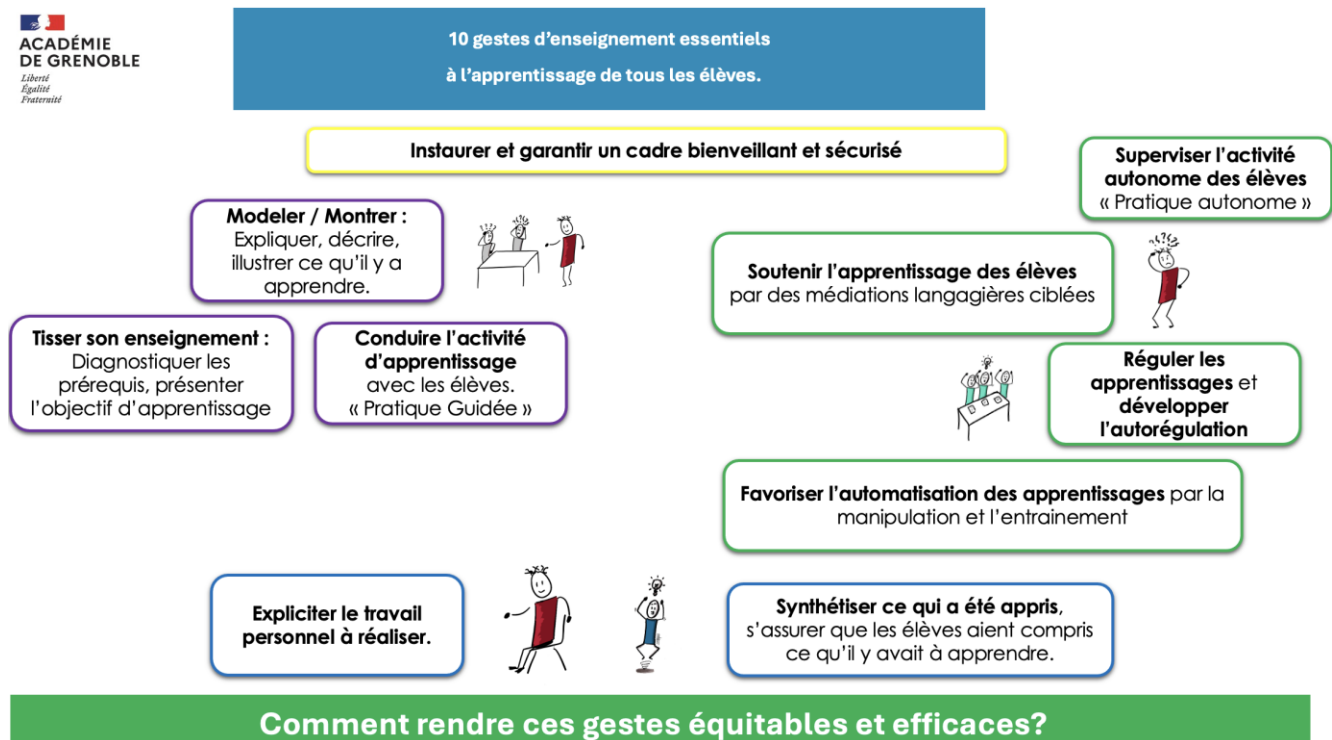 ACADÉMIE
DE GRENOBLE
Liberté
Égalité
Fraternité
10 gestes d'enseignement essentiels
à l'apprentissage de tous les élèves.
Instaurer et garantir un cadre bienveillant et sécurisé
Superviser l'activité
autonome des élèves
« Pratique autonome »
Modeler / Montrer :
Expliquer, décrire,
illustrer ce qu'il y a
apprendre.
Soutenir l'apprentissage des élèves
par des médiations langagières ciblées
Tisser son enseignement :
Diagnostiquer les
prérequis, présenter
l'objectif d'apprentissage
Conduire l'activité
d'apprentissage
avec les élèves.
« Pratique Guidée »
Réguler les
apprentissages et
développer
l'autorégulation
Favoriser l'automatisation des apprentissages par la
manipulation et l'entrainement
Expliciter le travail
personnel à réaliser.
Synthétiser ce qui a été appris,
s'assurer que les élèves aient compris
ce qu'il y avait à apprendre.
Comment rendre ces gestes équitables et efficaces?